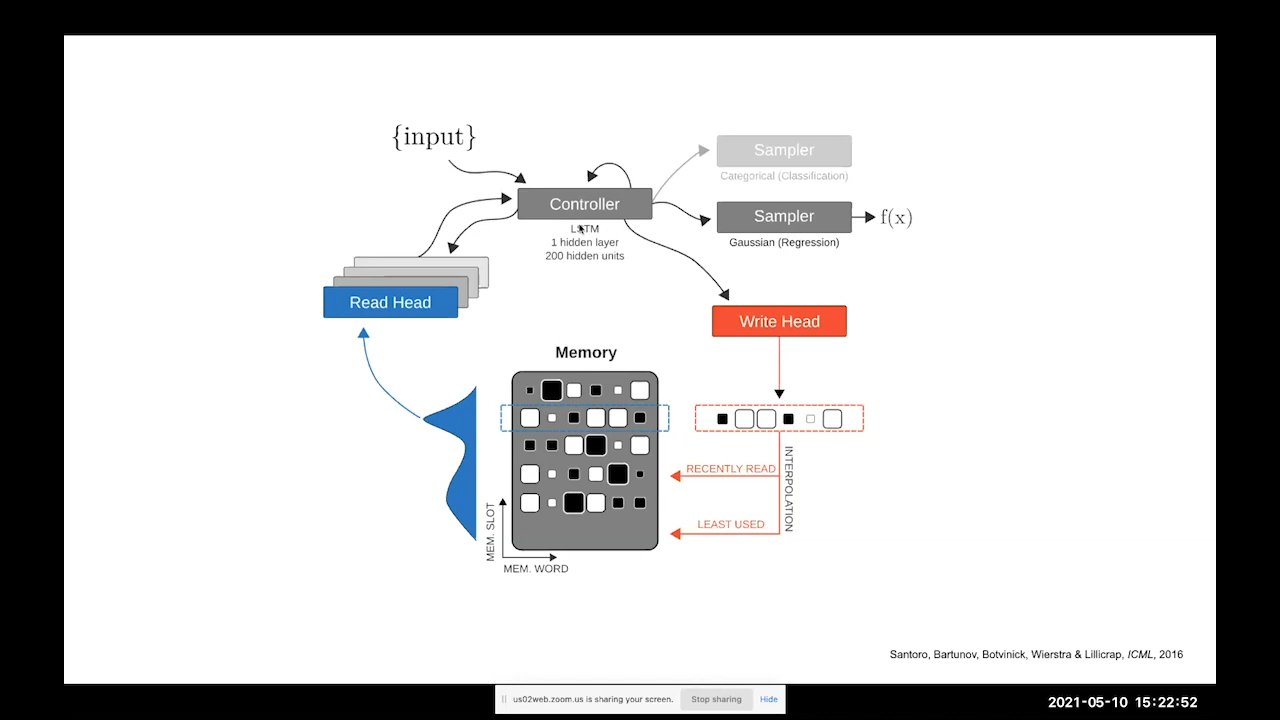 {input}
Sampler
Categorical (Classification)
Controller
Sampler
f(x)
LSTM
Gaussian (Regression)
1 hidden layer
200 hidden units
Read Head
Write Head
Memory
INTERPOLATION
RECENTLY READ
LEAST USED
MEM. SLOT
MEM. WORD
Santoro, Bartunov, Botvinick, Wierstra & Lillicrap, ICML, 2016
us02web.zoom.us is sharing your screen. Stop sharing Hide
2021-05-10 15:22:52